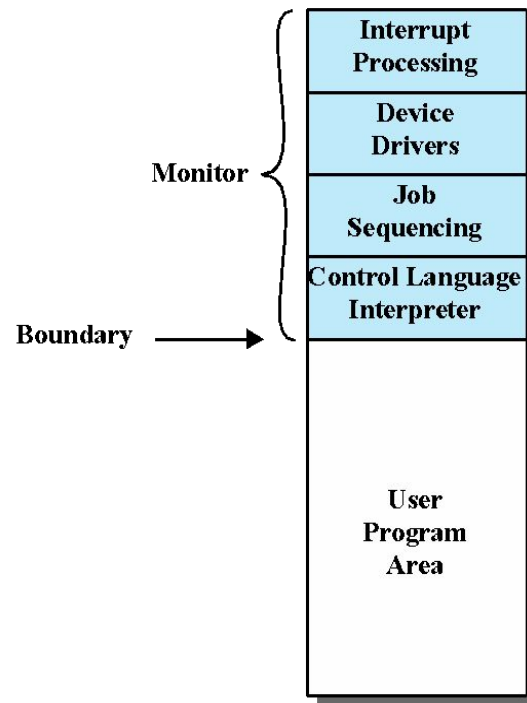 Interrupt
Processing
Device
Drivers
Monitor
Job
Sequencing
Control Language
Interpreter
Boundary
User
Program
Area